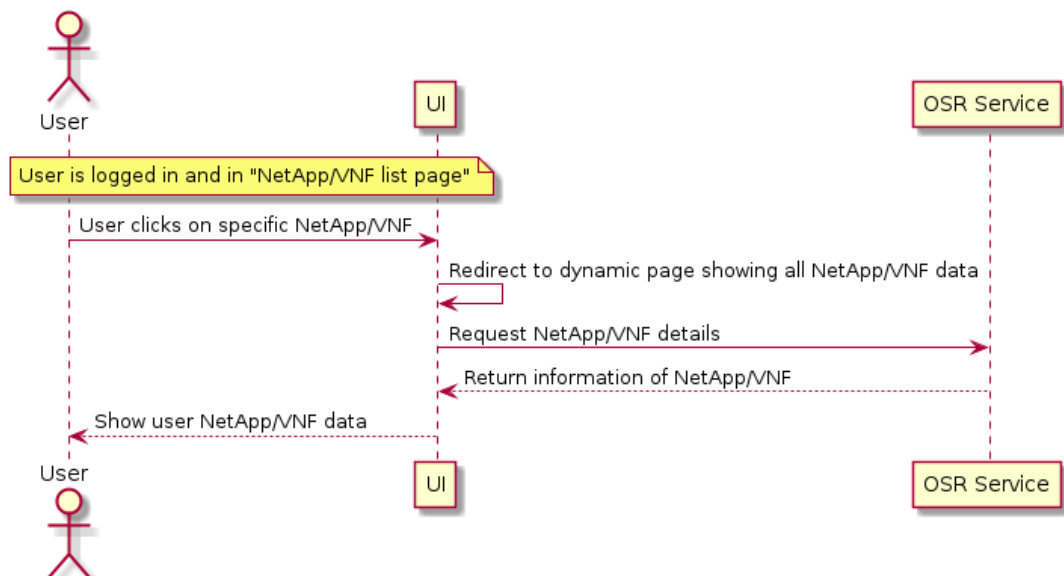 User
UI
OSR Service
User is logged in and in "NetApp/VNF list page"
User clicks on specific NetApp/VNF
Redirect to dynamic page showing all NetApp/VNF data
Request NetApp/VNF details
Return information of NetApp/VNF
Show user NetApp/VNF data
User
UI
OSR Service